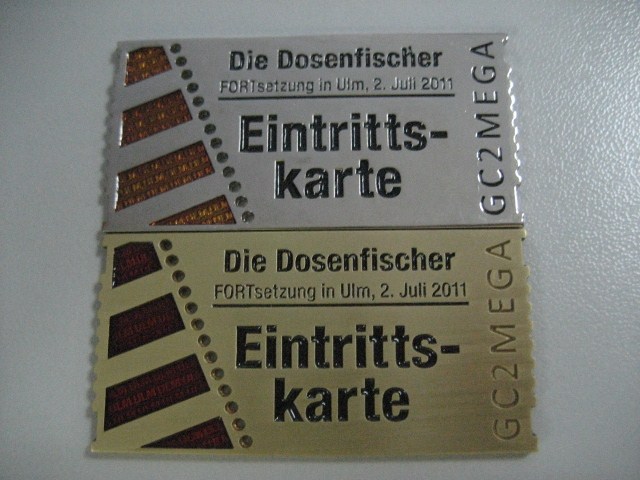 Die Dosenfischer
FORTsetzung in Ulm, 2. Juli 2011
Eintritts-
karte
GC2MEGA
Die Dosenfischer
FORTsetzung in Ulm, 2. Juli 2011
Eintritts-
karte
GC2MEGA